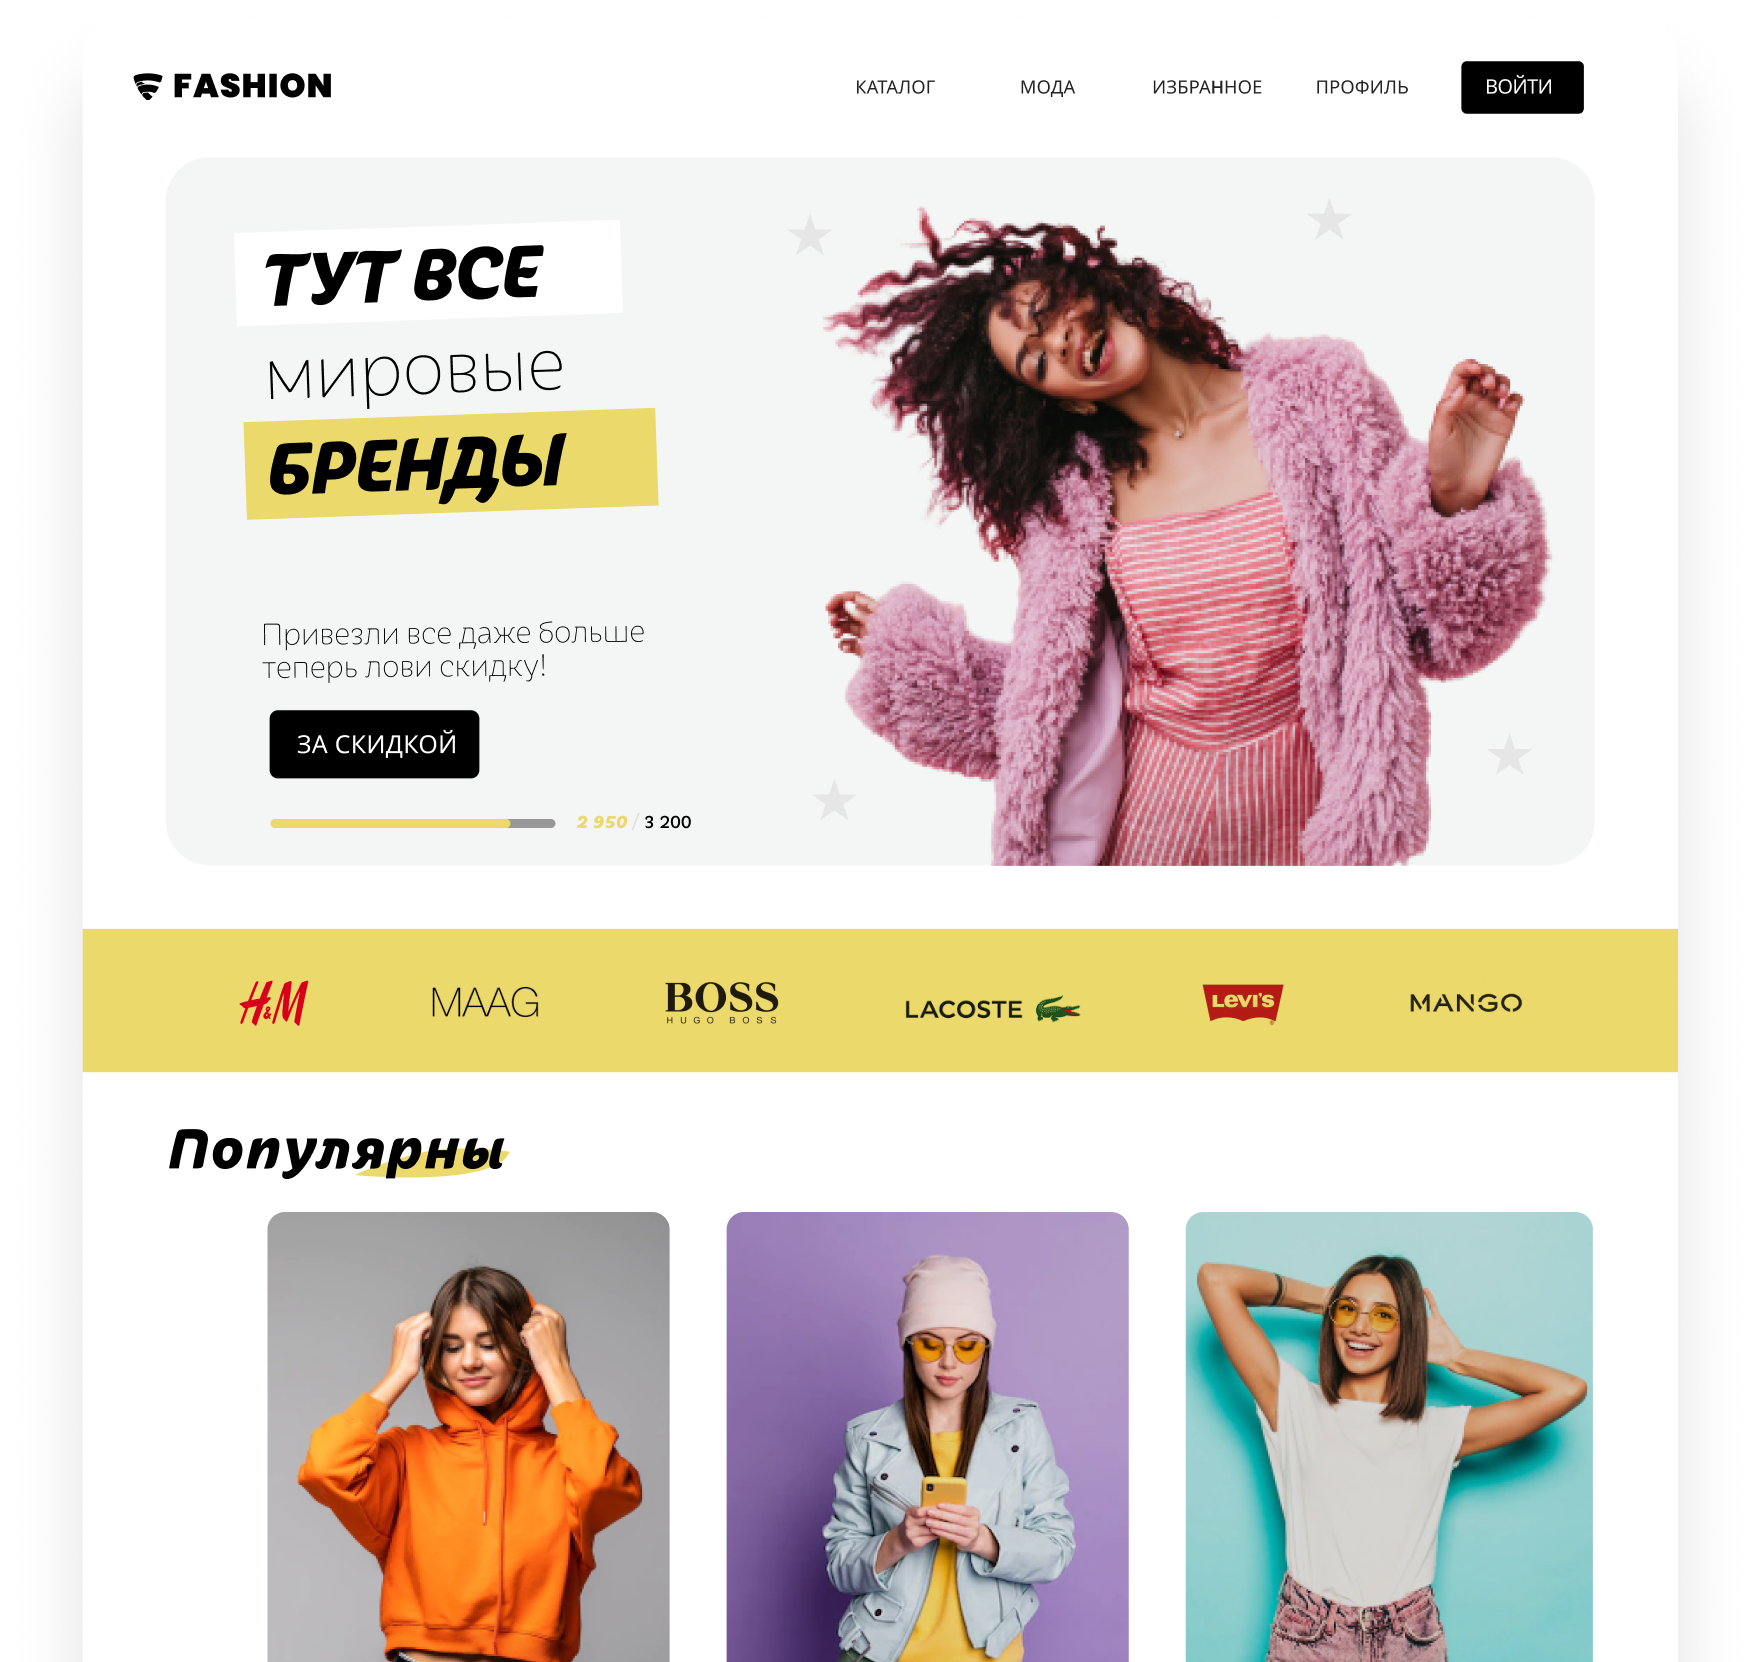 FASHION
КАТАЛОГ МОДА ИЗБРАННОЕ ПРОФИЛЬ ВОЙТИ
ТУТ ВСЕ
мировые
БРЕНДЫ
Привезли все даже больше
теперь лови скидку!
ЗА СКИДКОЙ
2 950 / 3 200
H&M MAAG BOSS LACOSTE Levi's MANGO
HUGO BOSS
Популярны